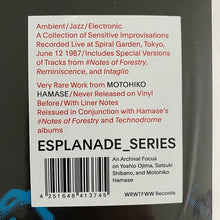 Ambient/Jazz/Electronic
A Collection of Sensitive Improvisations
Recorded Live at Spiral Garden, Tokyo,
June 12 1987/Includes Special Versions
of Tracks from #Notes of Forestry,
Reminiscence, and Intaglio
Very Rare Work from MOTOHIKO
HAMASE/Never Released on Vinyl
Before/With Liner Notes
Reissued in Conjunction with Hamase's
#Notes of Forestry and Technodrome
albums
ESPLANADE_SERIES
An Archival Focus
on Yoshio Ojima, Satsuki
Shibano, and Motohiko
Hamase
4 251648 413745
WRWTFWW Records